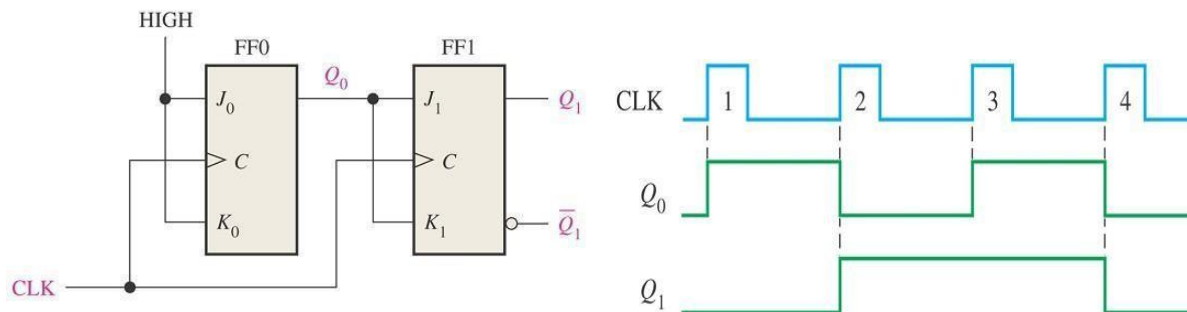 HIGH
FF0
FF1
Q₀
J₀
J₁
Q₁
C
C
K₀
K₁
Q̅₁
CLK
CLK
1
2
3
4
Q₀
Q₁